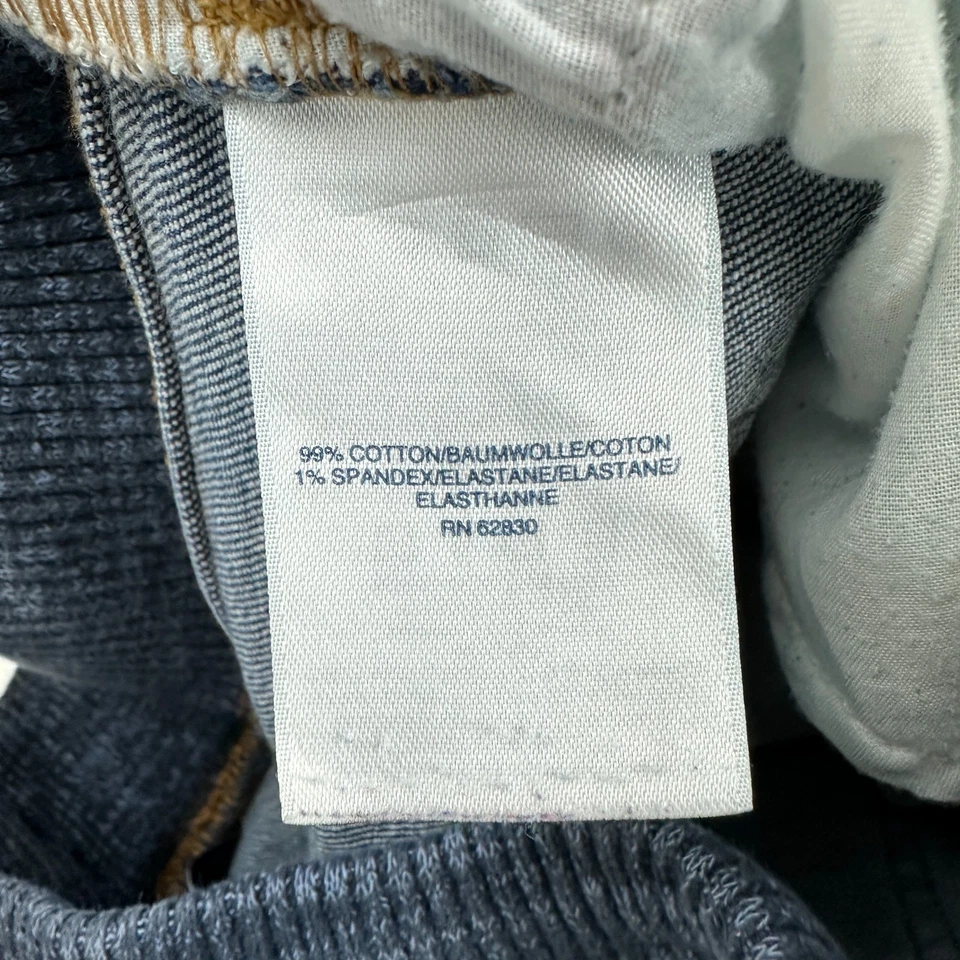 99% COTTON/BAUMWOLLE/COTON
1% SPANDEX/ELASTANE/ELASTANE/
ELASTHANNE
RN 62830